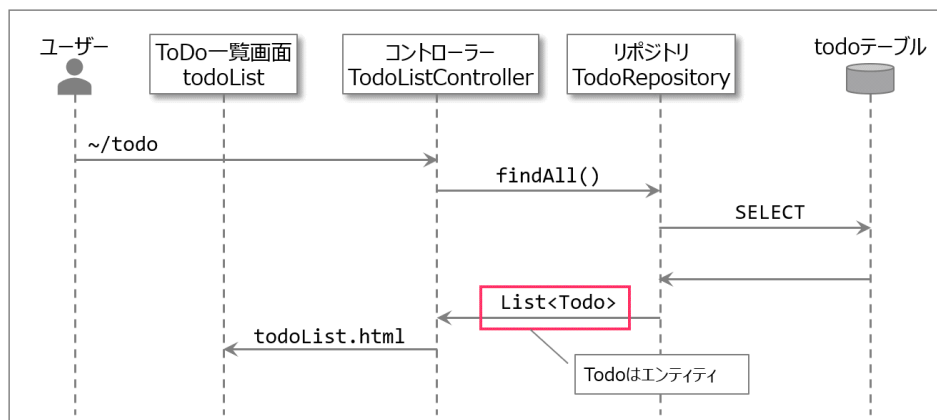 ユーザー
ToDo一覧画面
todoList
コントローラー
TodoListController
リポジトリ
TodoRepository
todoテーブル
~/todo
findAll()
SELECT
List<Todo>
todoList.html
Todoはエンティティ